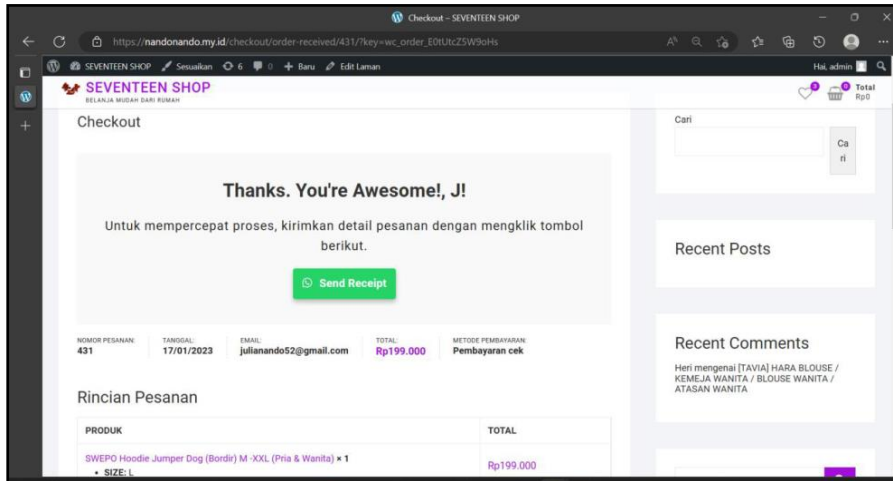 Checkout – SEVENTEEN SHOP
https://nandonando.my.id/checkout/order-received/431/?key=wc_order_E0tUtcZ5W9oHs
SEVENTEEN SHOP Sesuaikan 6 0 + Baru Edit Laman Hai, admin
SEVENTEEN SHOP
BELANJA MUDAH DARI RUMAH
3 0 Total
Rp0
Checkout
Thanks. You're Awesome!, J!
Untuk mempercepat proses, kirimkan detail pesanan dengan mengklik tombol
berikut.
Send Receipt
NOMOR PESANAN: TANGGAL: EMAIL: TOTAL: METODE PEMBAYARAN:
431 17/01/2023 julianando52@gmail.com Rp199.000 Pembayaran cek
Rincian Pesanan
PRODUK TOTAL
SWEPO Hoodie Jumper Dog (Bordir) M -XXL (Pria & Wanita) × 1 Rp199.000
• SIZE: L
Cari
Ca
ri
Recent Posts
Recent Comments
Heri mengenai [TAVIA] HARA BLOUSE /
KEMEJA WANITA / BLOUSE WANITA /
ATASAN WANITA